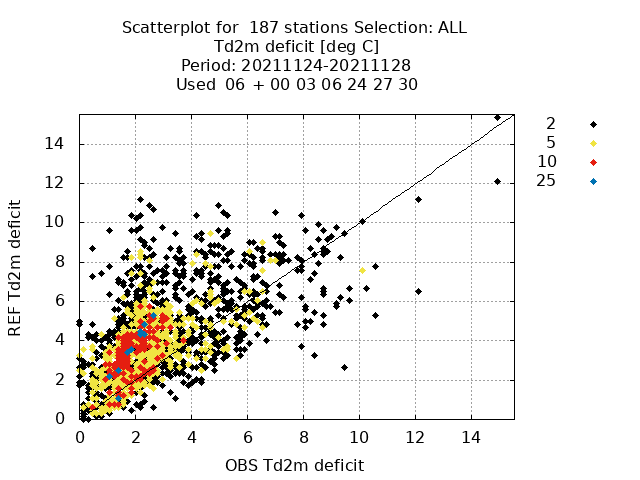 Scatterplot for  187 stations Selection: ALL
Td2m deficit [deg C]
Period: 20211124-20211128
Used  06 + 00 03 06 24 27 30
2
5
10
25
14
12
10
8
6
4
2
0
REF Td2m deficit
0 2 4 6 8 10 12 14
OBS Td2m deficit